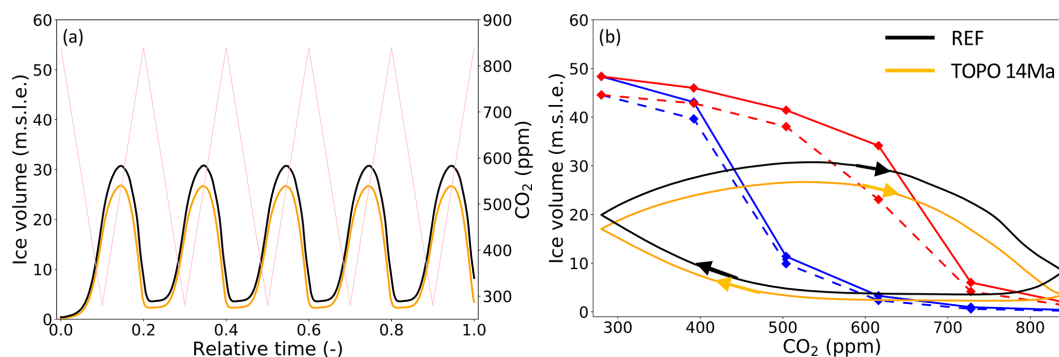 (a)
Ice volume (m.s.l.e.)
60
50
40
30
20
10
0
0.0 0.2 0.4 0.6 0.8 1.0
Relative time (-)
900
800
700
600
500
400
300
CO₂ (ppm)
(b)
REF
TOPO 14Ma
Ice volume (m.s.l.e.)
60
50
40
30
20
10
0
300 400 500 600 700 800
CO₂ (ppm)